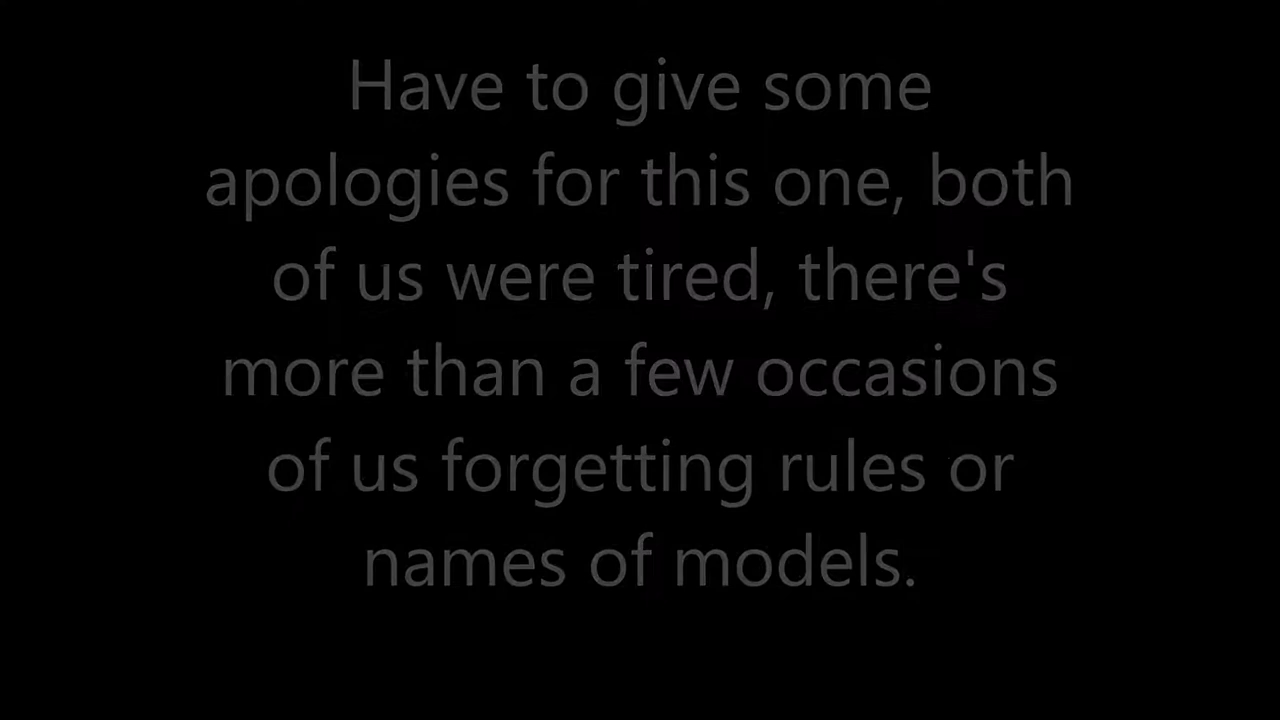 Have to give some
apologies for this one, both
of us were tired, there's
more than a few occasions
of us forgetting rules or
names of models.